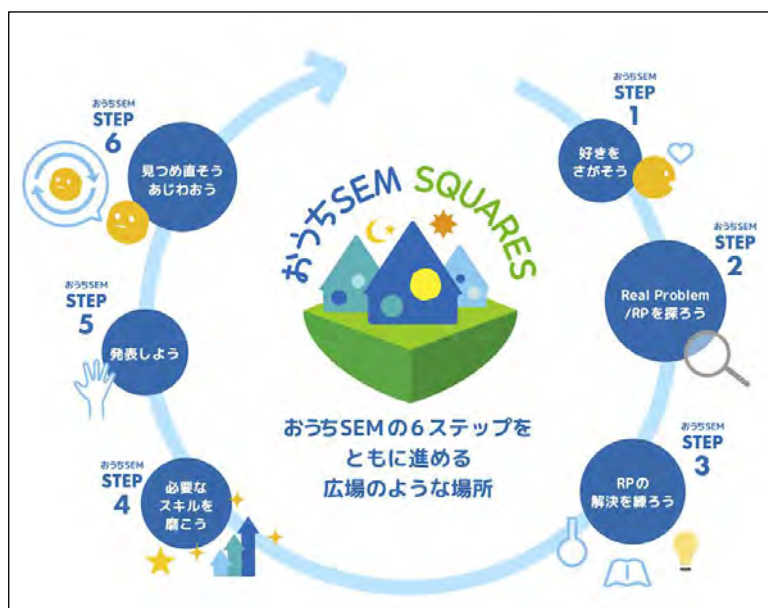 おうちSEM SQUARES
おうちSEMの6ステップを
ともに進める
広場のような場所
おうちSEM
STEP
1
好きを
さがそう
おうちSEM
STEP
2
Real Problem
/RPを探ろう
おうちSEM
STEP
3
RPの
解決を練ろう
おうちSEM
STEP
4
必要な
スキルを
磨こう
おうちSEM
STEP
5
発表しよう
おうちSEM
STEP
6
見つめ直そう
あじわおう